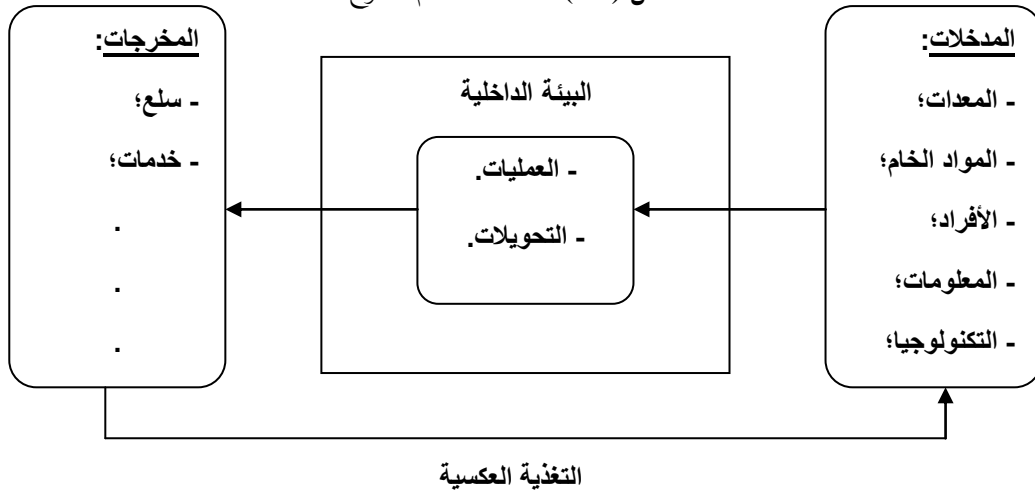 المدخلات:
- المعدات؛
- المواد الخام؛
- الأفراد؛
- المعلومات؛
- التكنولوجيا؛
البيئة الداخلية
- العمليات.
- التحويلات.
المخرجات:
- سلع؛
- خدمات؛
.
.
.
التغذية العكسية